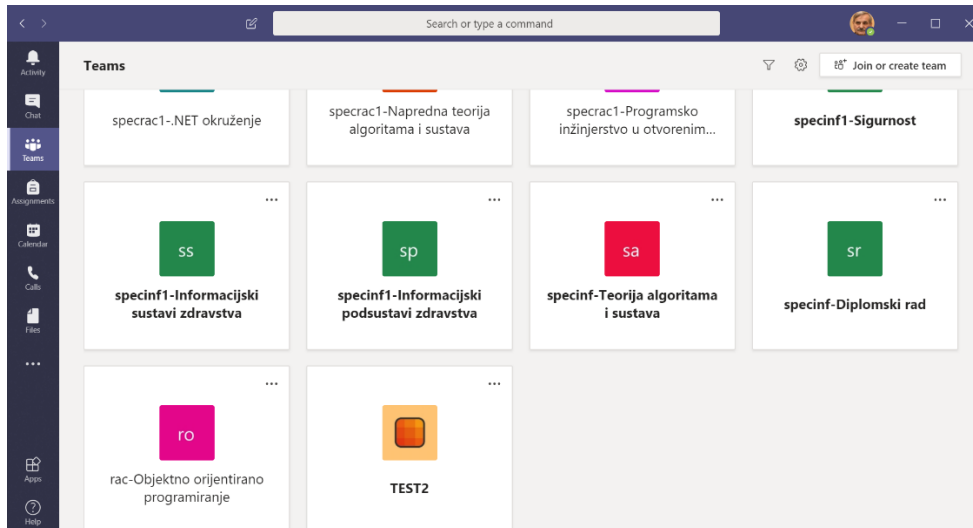 Search or type a command
Activity
Chat
Teams
Assignments
Calendar
Calls
Files
Apps
Help
Teams
Join or create team
specrac1-.NET okruženje
specrac1-Napredna teorija
algoritama i sustava
specrac1-Programsko
inžinjerstvo u otvorenim...
specinf1-Sigurnost
ss
specinf1-Informacijski
sustavi zdravstva
sp
specinf1-Informacijski
podsustavi zdravstva
sa
specinf-Teorija algoritama
i sustava
sr
specinf-Diplomski rad
ro
rac-Objektno orijentirano
programiranje
TEST2